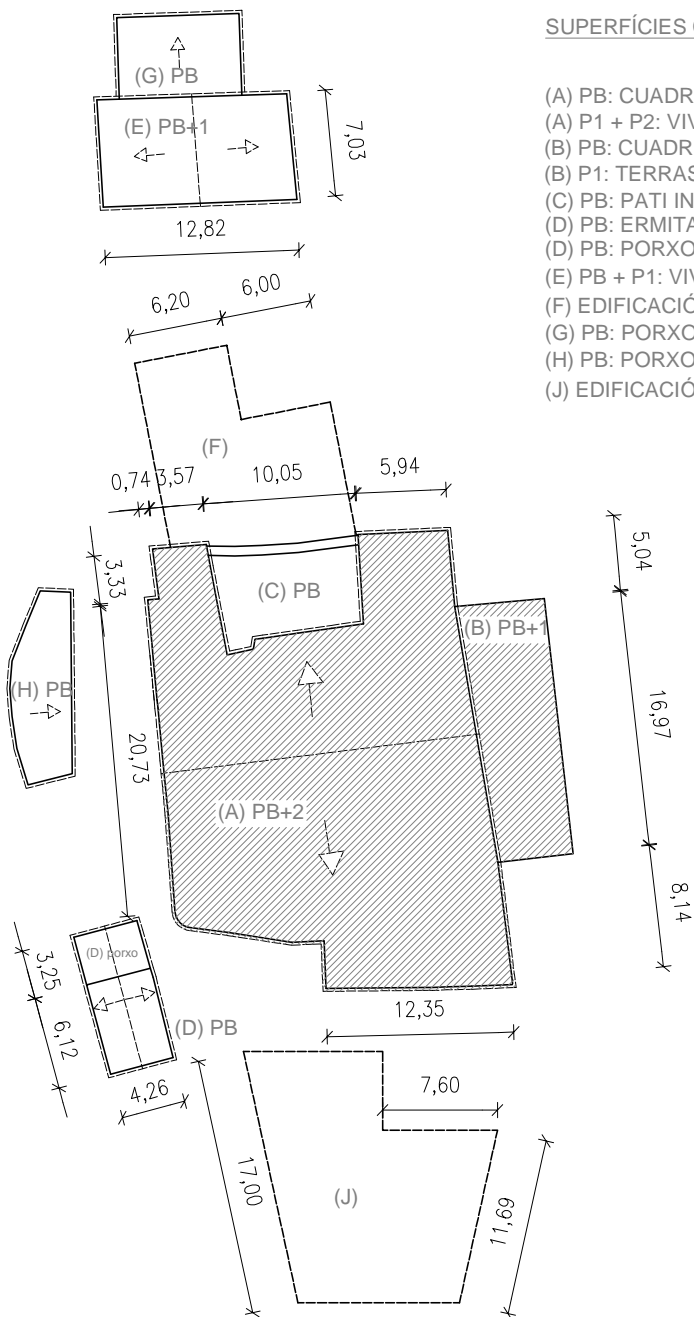 SUPERFÍCIES
(A) PB: CUADR
(A) P1 + P2: VIV
(B) PB: CUADR
(B) P1: TERRAS
(C) PB: PATI IN
(D) PB: ERMITA
(D) PB: PORXO
(E) PB + P1: VIV
(F) EDIFICACIÓ
(G) PB: PORXO
(H) PB: PORXO
(J) EDIFICACIÓ
(G) PB
(E) PB+1
7,03
12,82
6,20
6,00
(F)
0,74
3,57
10,05
5,94
3,33
5,04
(C) PB
(B) PB+1
(H) PB
16,97
20,73
(A) PB+2
8,14
(D) porxo
3,25
6,12
(D) PB
12,35
4,26
7,60
17,00
(J)
11,69